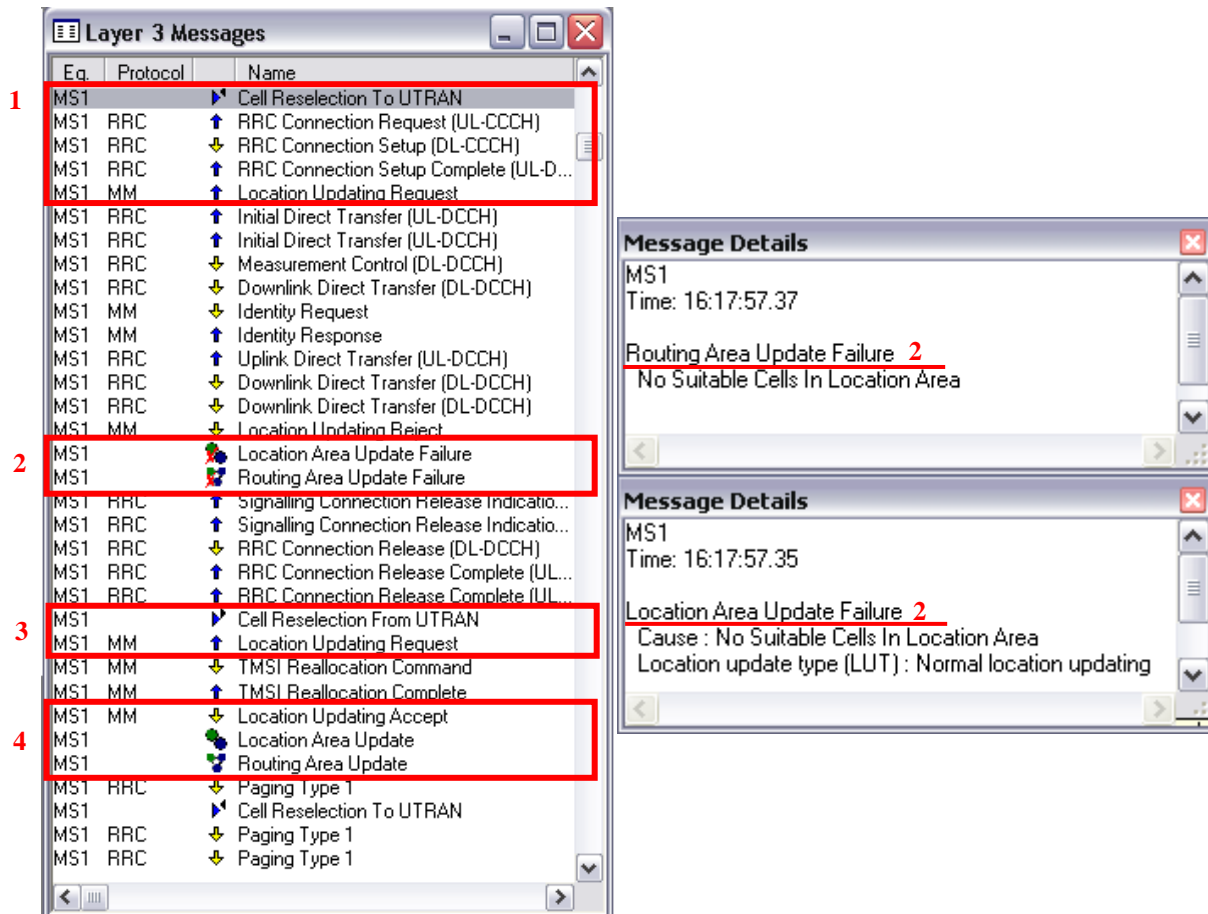 Layer 3 Messages
Eq. Protocol Name
1
MS1 Cell Reselection To UTRAN
MS1 RRC RRC Connection Request (UL-CCCH)
MS1 RRC RRC Connection Setup (DL-CCCH)
MS1 RRC RRC Connection Setup Complete (UL-D...
MS1 MM Location Updating Request
MS1 RRC Initial Direct Transfer (UL-DCCH)
MS1 RRC Initial Direct Transfer (UL-DCCH)
MS1 RRC Measurement Control (DL-DCCH)
MS1 RRC Downlink Direct Transfer (DL-DCCH)
MS1 MM Identity Request
MS1 MM Identity Response
MS1 RRC Uplink Direct Transfer (UL-DCCH)
MS1 RRC Downlink Direct Transfer (DL-DCCH)
MS1 RRC Downlink Direct Transfer (DL-DCCH)
MS1 MM Location Updating Reject
2
MS1 Location Area Update Failure
MS1 Routing Area Update Failure
MS1 RRC Signalling Connection Release Indicatio...
MS1 RRC Signalling Connection Release Indicatio...
MS1 RRC RRC Connection Release (DL-DCCH)
MS1 RRC RRC Connection Release Complete (UL...
MS1 RRC RRC Connection Release Complete (UL...
3
MS1 Cell Reselection From UTRAN
MS1 MM Location Updating Request
MS1 MM TMSI Reallocation Command
MS1 MM TMSI Reallocation Complete
4
MS1 MM Location Updating Accept
MS1 Location Area Update
MS1 Routing Area Update
MS1 RRC Paging Type 1
MS1 Cell Reselection To UTRAN
MS1 RRC Paging Type 1
MS1 RRC Paging Type 1
Message Details
MS1
Time: 16:17:57.37
Routing Area Update Failure 2
No Suitable Cells In Location Area
Message Details
MS1
Time: 16:17:57.35
Location Area Update Failure 2
Cause : No Suitable Cells In Location Area
Location update type (LUT) : Normal location updating